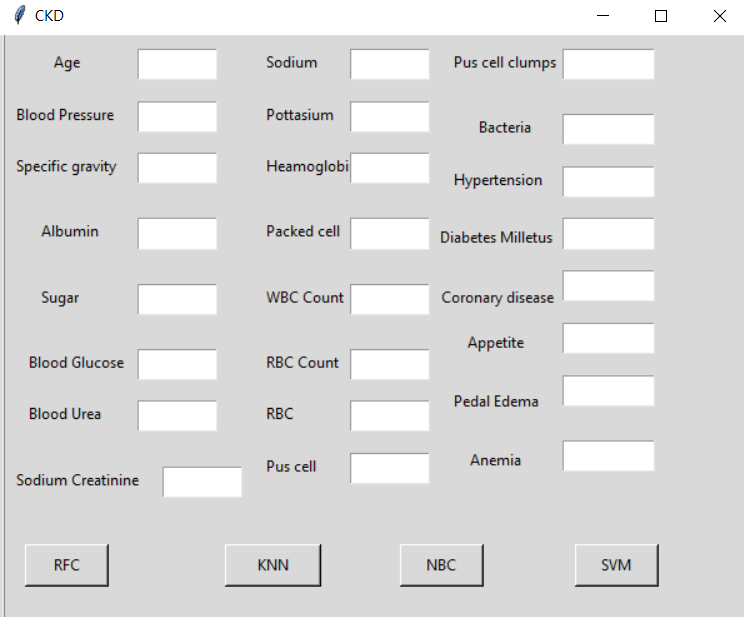 CKD
Age
Blood Pressure
Specific gravity
Albumin
Sugar
Blood Glucose
Blood Urea
Sodium Creatinine
Sodium
Pottasium
Heamoglobi
Packed cell
WBC Count
RBC Count
RBC
Pus cell
Pus cell clumps
Bacteria
Hypertension
Diabetes Milletus
Coronary disease
Appetite
Pedal Edema
Anemia
RFC
KNN
NBC
SVM